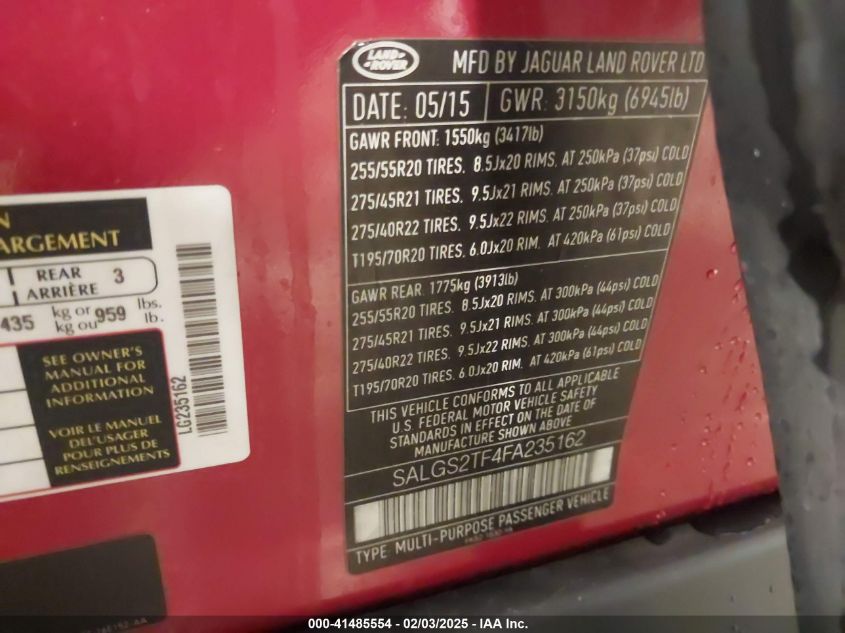 LAND
ROVER
MFD BY JAGUAR LAND ROVER LTD
DATE: 05/15
GWR: 3150kg (6945lb)
GAWR FRONT: 1550kg (3417lb)
255/55R20 TIRES. 8.5Jx20 RIMS. AT 250kPa (37psi) COLD
275/45R21 TIRES. 9.5Jx21 RIMS. AT 250kPa (37psi) COLD
275/40R22 TIRES. 9.5Jx22 RIMS. AT 250kPa (37psi) COLD
T195/70R20 TIRES. 6.0Jx20 RIM. AT 420kPa (61psi) COLD
GAWR REAR: 1775kg (3913lb)
255/55R20 TIRES. 8.5Jx20 RIMS. AT 300kPa (44psi) COLD
275/45R21 TIRES. 9.5Jx21 RIMS. AT 300kPa (44psi) COLD
275/40R22 TIRES. 9.5Jx22 RIMS. AT 300kPa (44psi) COLD
T195/70R20 TIRES. 6.0Jx20 RIM. AT 420kPa (61psi) COLD
THIS VEHICLE CONFORMS TO ALL APPLICABLE
U.S. FEDERAL MOTOR VEHICLE SAFETY
STANDARDS IN EFFECT ON THE DATE OF
MANUFACTURE SHOWN ABOVE
SALGS2TF4FA235162
TYPE: MULTI-PURPOSE PASSENGER VEHICLE
ARGEMENT
REAR
ARRIÈRE 3
435 kg or 959 lbs.
kg ou lb.
SEE OWNER'S
MANUAL FOR
ADDITIONAL
INFORMATION
VOIR LE MANUEL
DEL'USAGER
POUR PLUS DE
RENSEIGNEMENTS
LG235162
000-41485554 - 02/03/2025 - IAAI - Copart - FB.com/STATvin